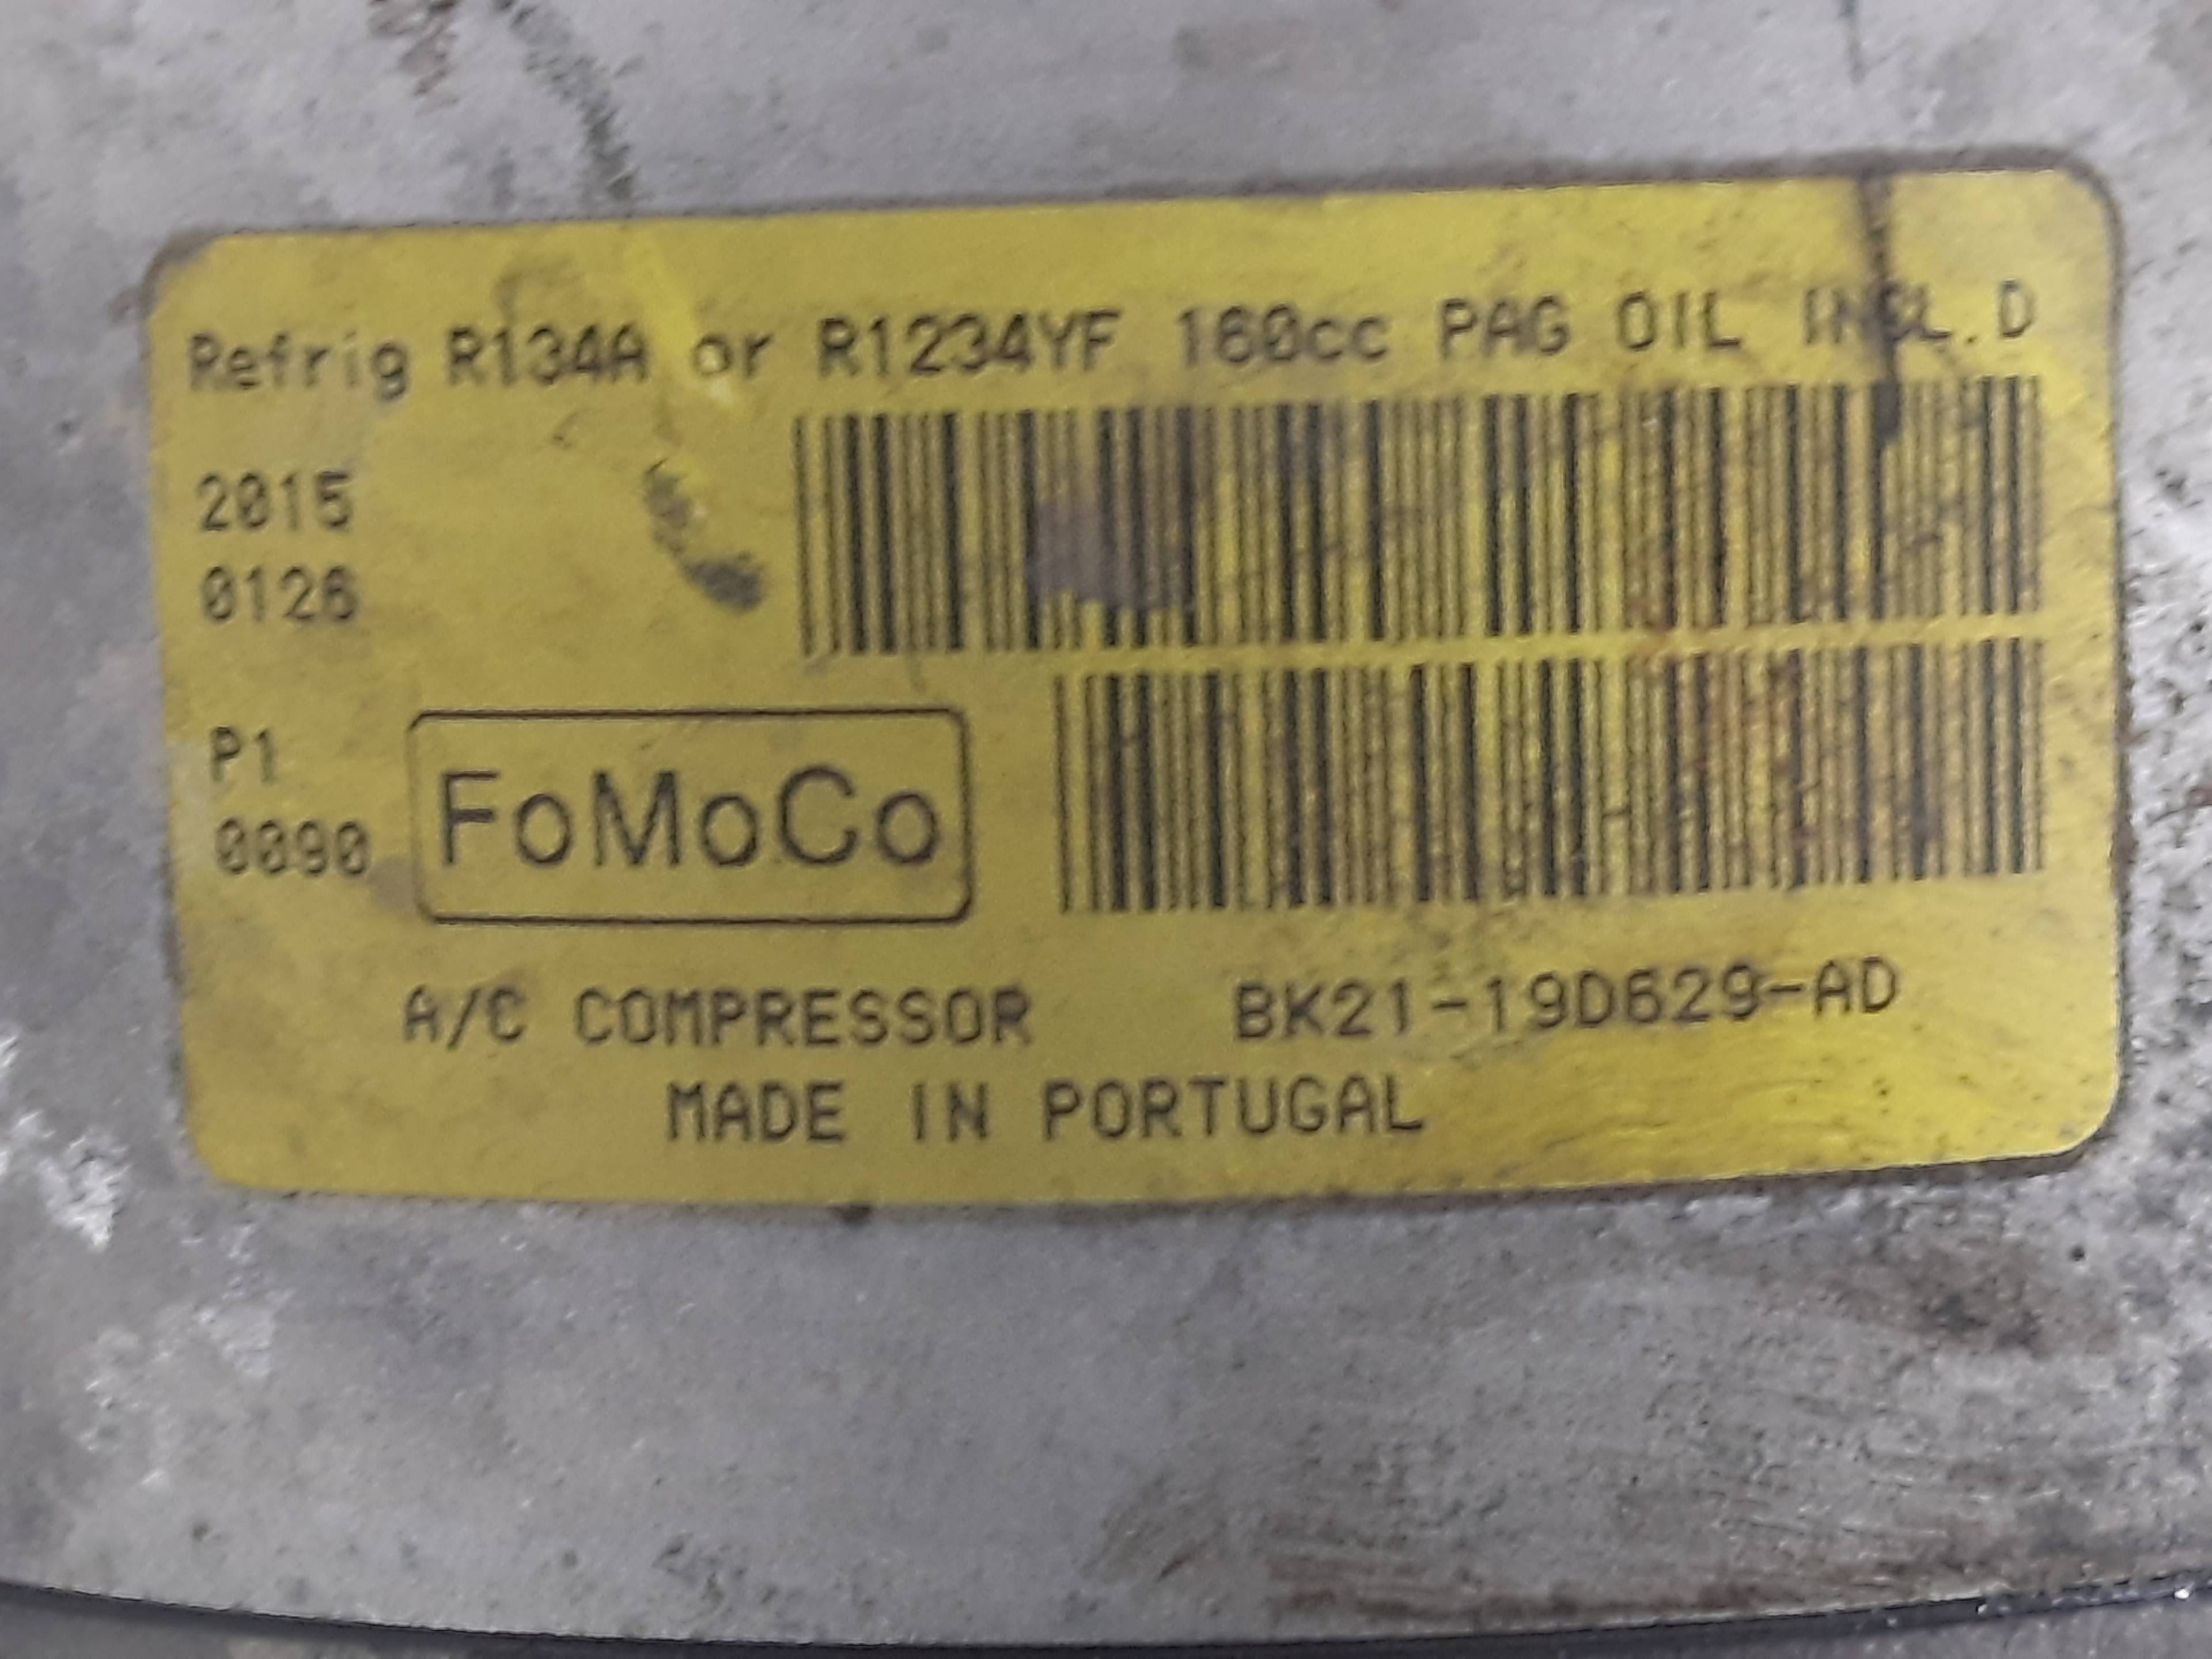 Refrig R134A or R1234YF 160cc PAG OIL INCL.D
2015
0126
P1
0090
FoMoCo
A/C COMPRESSOR BK21-19D629-AD
MADE IN PORTUGAL